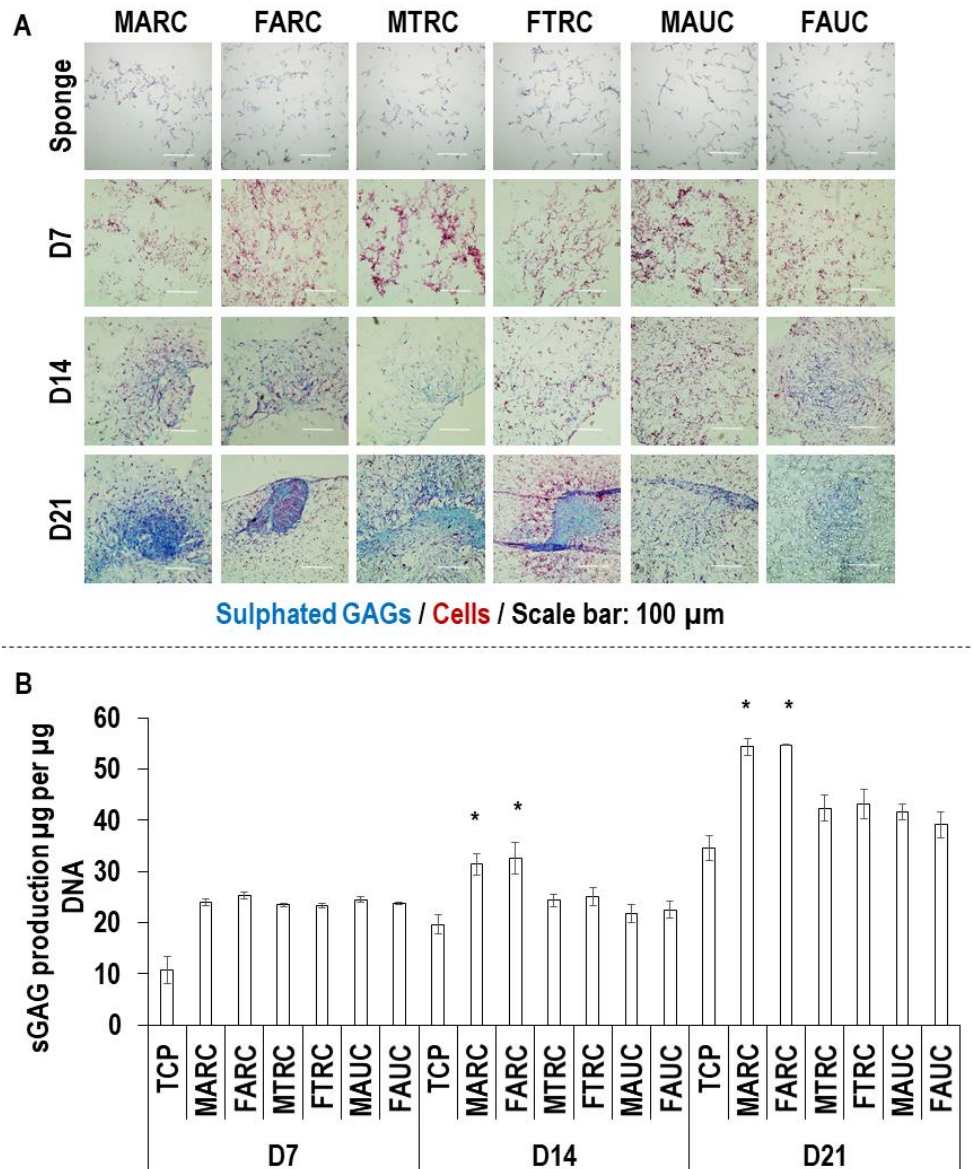 A
MARC FARC MTRC FTRC MAUC FAUC
Sponge
D7
D14
D21
Sulphated GAGs / Cells / Scale bar: 100 µm
B
sGAG production µg per µg
DNA
60
50
40
30
20
10
0
* * * *
TCP MARC FARC MTRC FTRC MAUC FAUC TCP MARC FARC MTRC FTRC MAUC FAUC TCP MARC FARC MTRC FTRC MAUC FAUC
D7 D14 D21